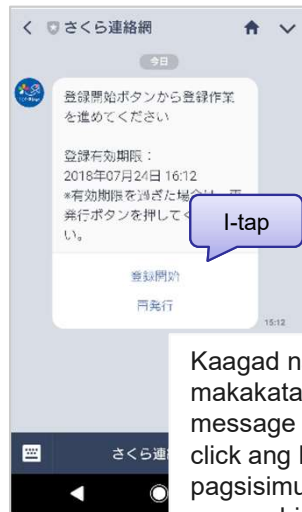 さくら連絡網
今日
登録開始ボタンから登録作業
を進めてください
登録有効期限：
2018年07月24日 16:12
*有効期限を過ぎた場合は、再
発行ボタンを押してく
い。
I-tap
登録開始
再発行
15:12
Kaagad n
makakata
message
click ang
pagsisimu
さくら連